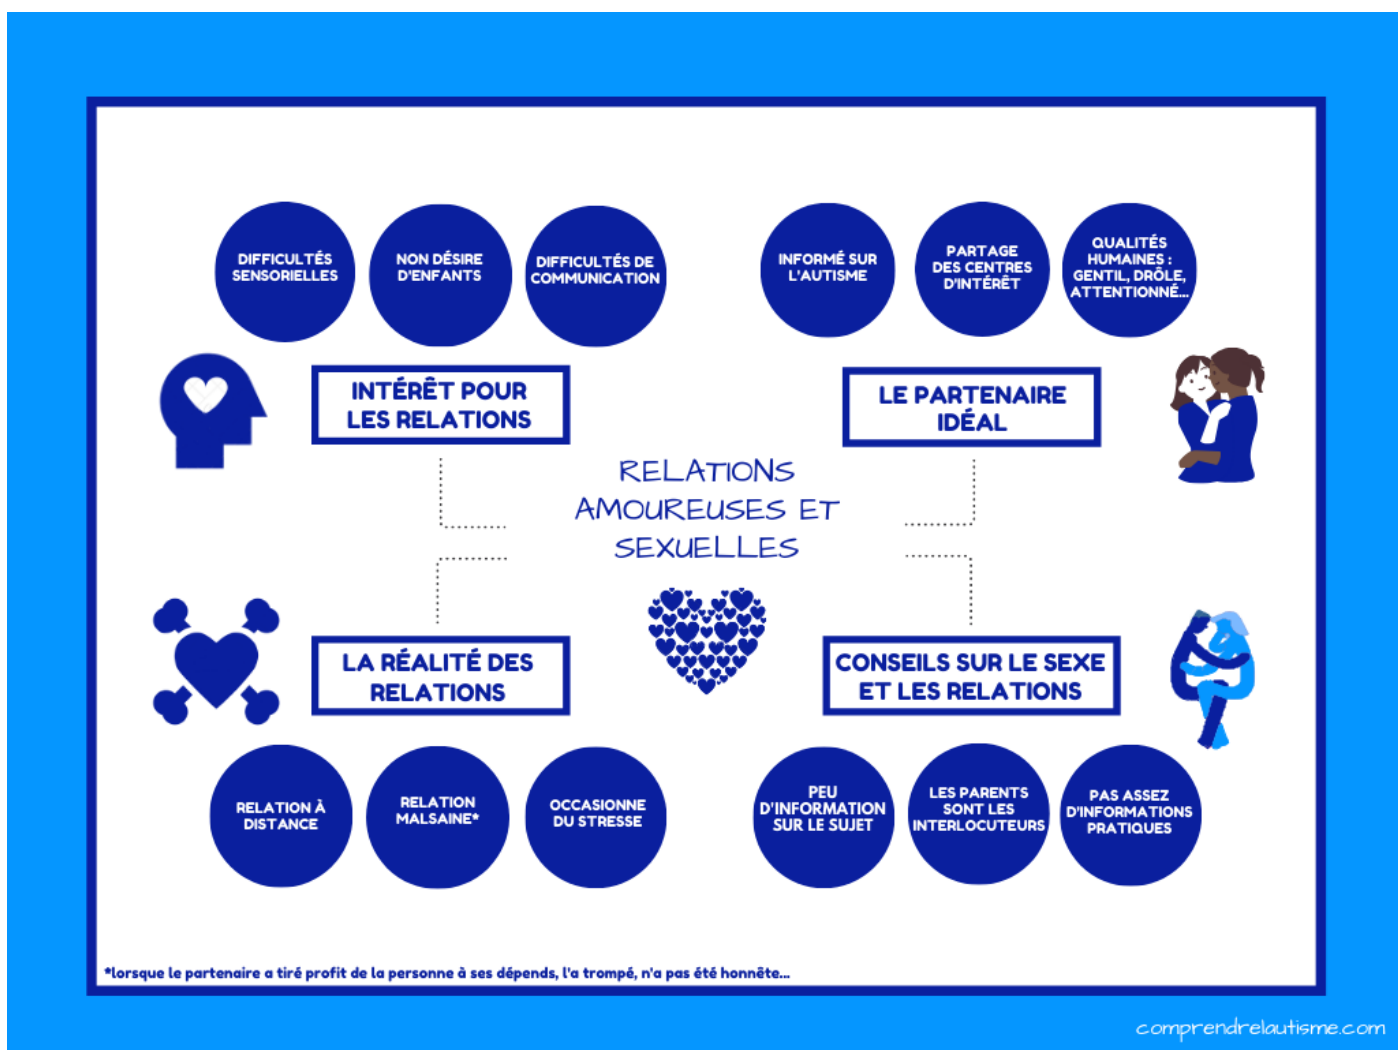 DIFFICULTÉS
SENSORIELLES
NON DÉSIRE
D'ENFANTS
DIFFICULTÉS DE
COMMUNICATION
INFORMÉ SUR
L'AUTISME
PARTAGE
DES CENTRES
D'INTÉRÊT
QUALITÉS
HUMAINES :
GENTIL, DRÔLE,
ATTENTIONNÉ...
INTÉRÊT POUR
LES RELATIONS
LE PARTENAIRE
IDÉAL
RELATIONS
AMOUREUSES ET
SEXUELLES
LA RÉALITÉ DES
RELATIONS
CONSEILS SUR LE SEXE
ET LES RELATIONS
RELATION À
DISTANCE
RELATION
MALSAINE*
OCCASIONNE
DU STRESSE
PEU
D'INFORMATION
SUR LE SUJET
LES PARENTS
SONT LES
INTERLOCUTEURS
PAS ASSEZ
D'INFORMATIONS
PRATIQUES
*lorsque le partenaire a tiré profit de la personne à ses dépends, l'a trompé, n'a pas été honnête...
comprendrelautisme.com